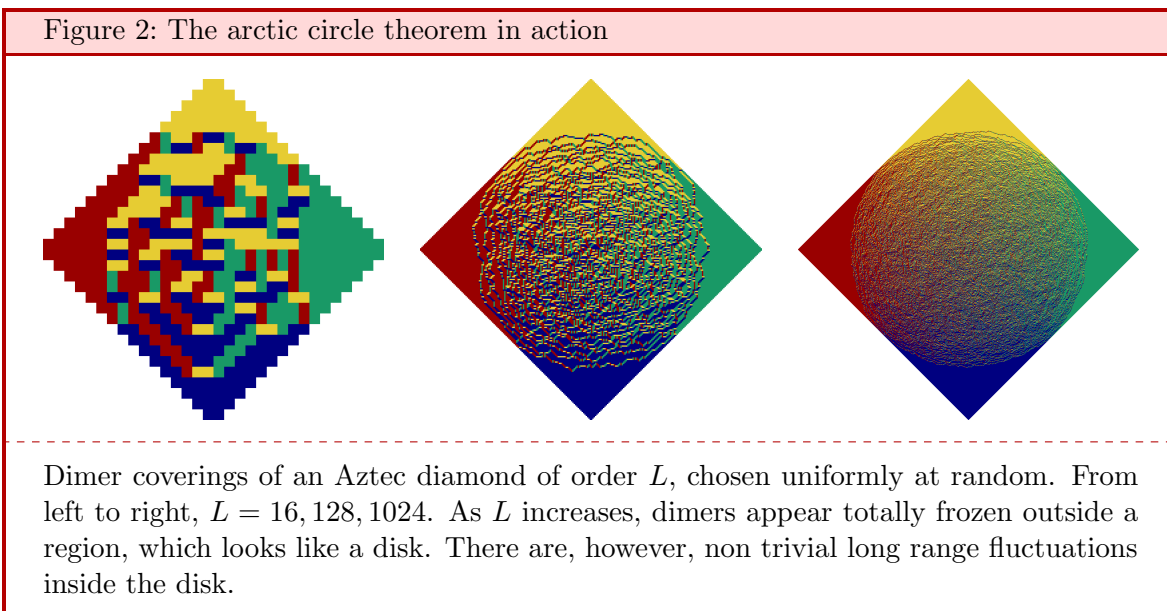 Figure 2: The arctic circle theorem in action
Dimer coverings of an Aztec diamond of order L, chosen uniformly at random. From
left to right, L = 16, 128, 1024. As L increases, dimers appear totally frozen outside a
region, which looks like a disk. There are, however, non trivial long range fluctuations
inside the disk.